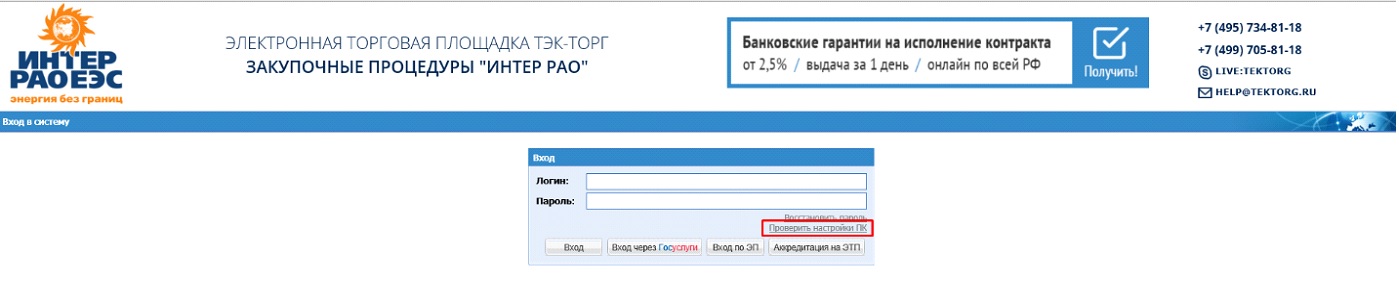 ИНТЕР
РАО ЕЭС
энергия без границ
ЭЛЕКТРОННАЯ ТОРГОВАЯ ПЛОЩАДКА ТЭК-ТОРГ
ЗАКУПОЧНЫЕ ПРОЦЕДУРЫ "ИНТЕР РАО"
Банковские гарантии на исполнение контракта
от 2,5% / выдача за 1 день / онлайн по всей РФ
Получить!
+7 (495) 734-81-18
+7 (499) 705-81-18
LIVE:TEKTORG
HELP@TEKTORG.RU
Вход в систему
Вход
Логин:
Пароль:
Восстановить пароль
Проверить настройки ПК
Вход Вход через Госуслуги Вход по ЭП Аккредитация на ЭТП